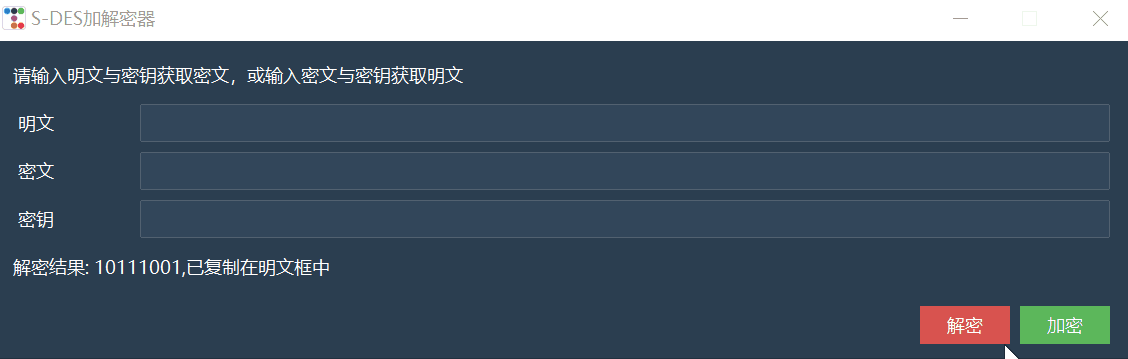 S-DES加解密器
请输入明文与密钥获取密文，或输入密文与密钥获取明文
明文
密文
密钥
解密结果: 10111001,已复制在明文框中
解密 加密